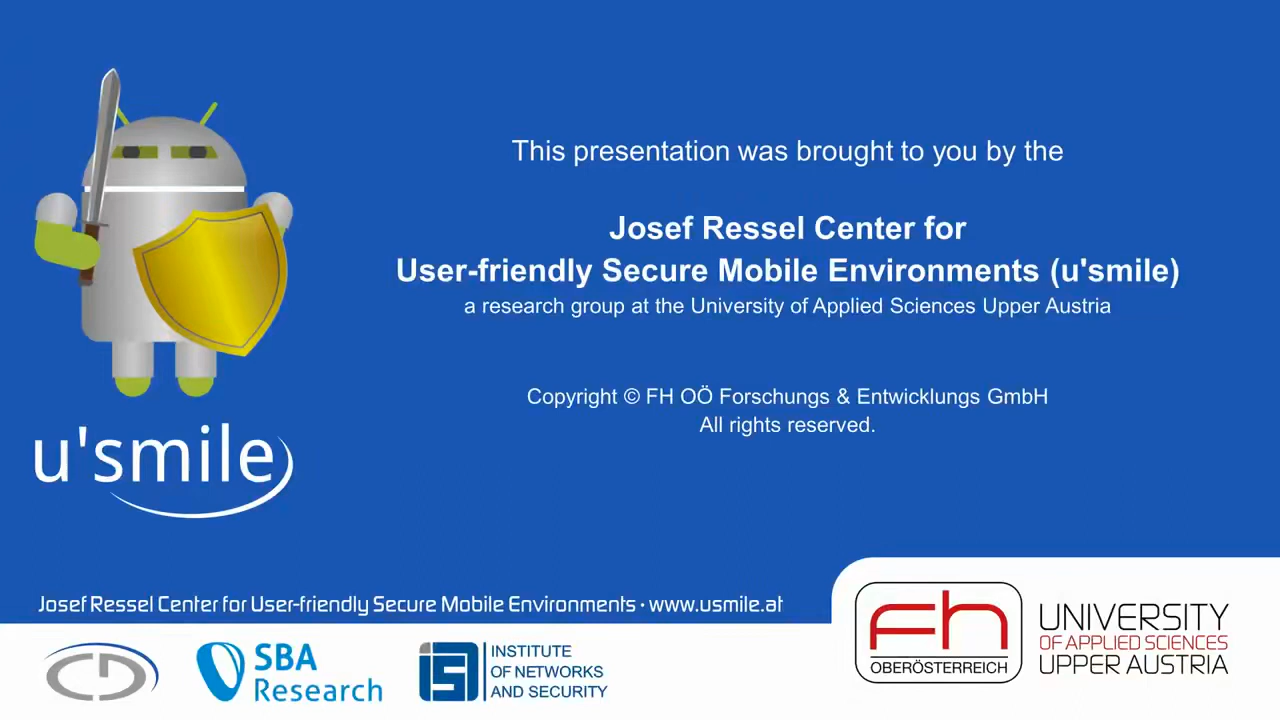 This presentation was brought to you by the
Josef Ressel Center for
User-friendly Secure Mobile Environments (u'smile)
a research group at the University of Applied Sciences Upper Austria
Copyright © FH OÖ Forschungs & Entwicklungs GmbH
All rights reserved.
u'smile
Josef Ressel Center for User-friendly Secure Mobile Environments · www.usmile.at
SBA
Research
INSTITUTE
OF NETWORKS
AND SECURITY
fh
OBERÖSTERREICH
UNIVERSITY
OF APPLIED SCIENCES
UPPER AUSTRIA